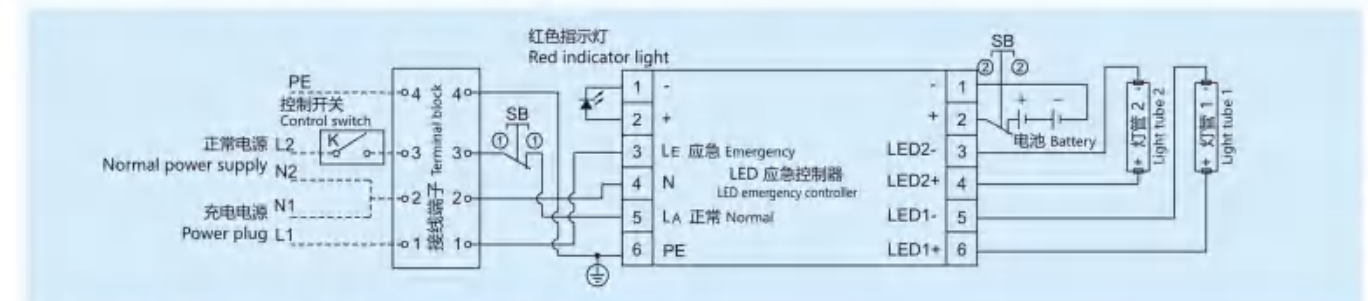 红色指示灯
Red indicator light
PE
控制开关
Control switch
正常电源 L2
K
Normal power supply N2
充电电源 N1
Power plug L1
4 4
3 3
2 2
1 1
接线端子 Terminal block
SB
① ①
1 -
2 +
3 LE 应急 Emergency
4 N
5 LA 正常 Normal
6 PE
LED 应急控制器
LED emergency controller
- 1
+ 2
LED2- 3
LED2+ 4
LED1- 5
LED1+ 6
SB
② ②
+ -
电池 Battery
+ 灯管 2 -
Light tube 2
+ 灯管 1 -
Light tube 1